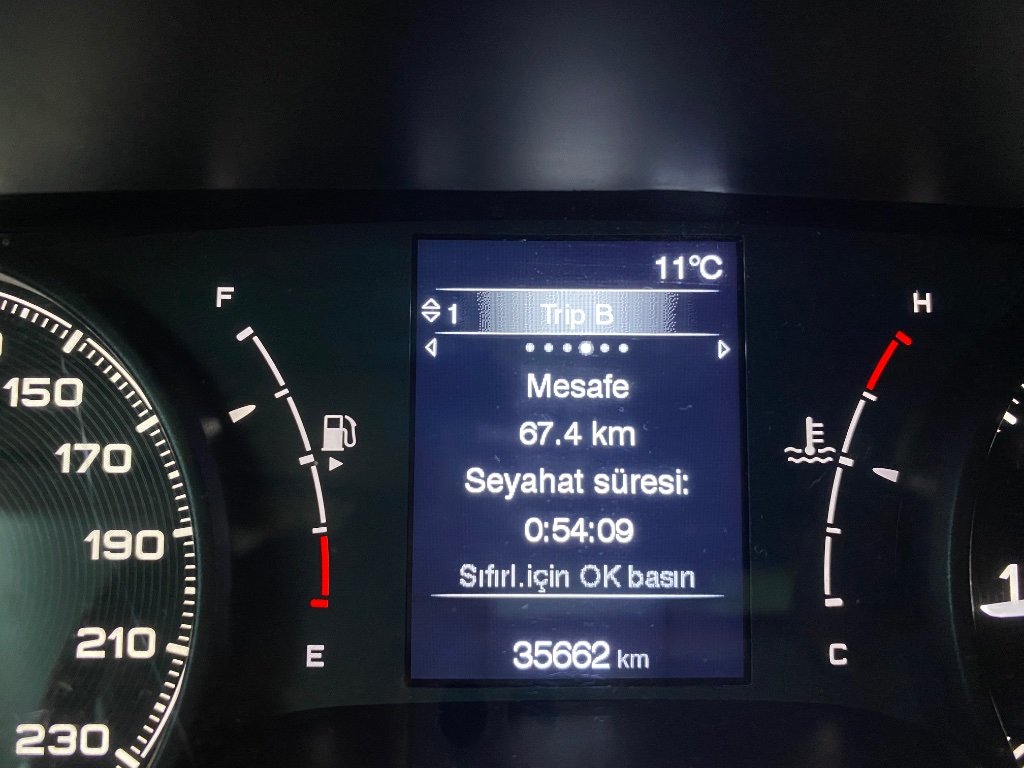 11°C
1 Trip B
Mesafe
67.4 km
Seyahat süresi:
0:54:09
Sıfırl.için OK basın
35662 km
F
E
H
C
150
170
190
210
230
1